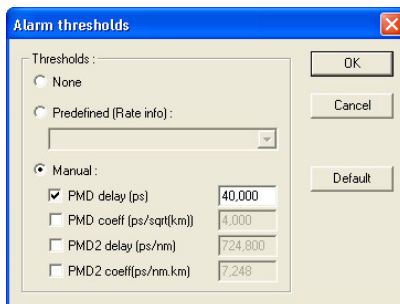 Alarm thresholds
Thresholds :
None
Predefined (Rate info) :
Manual :
PMD delay (ps) 40,000
PMD coeff (ps/sqrt(km)) 4,000
PMD2 delay (ps/nm) 724,800
PMD2 coeff(ps/nm.km) 7,248
OK
Cancel
Default